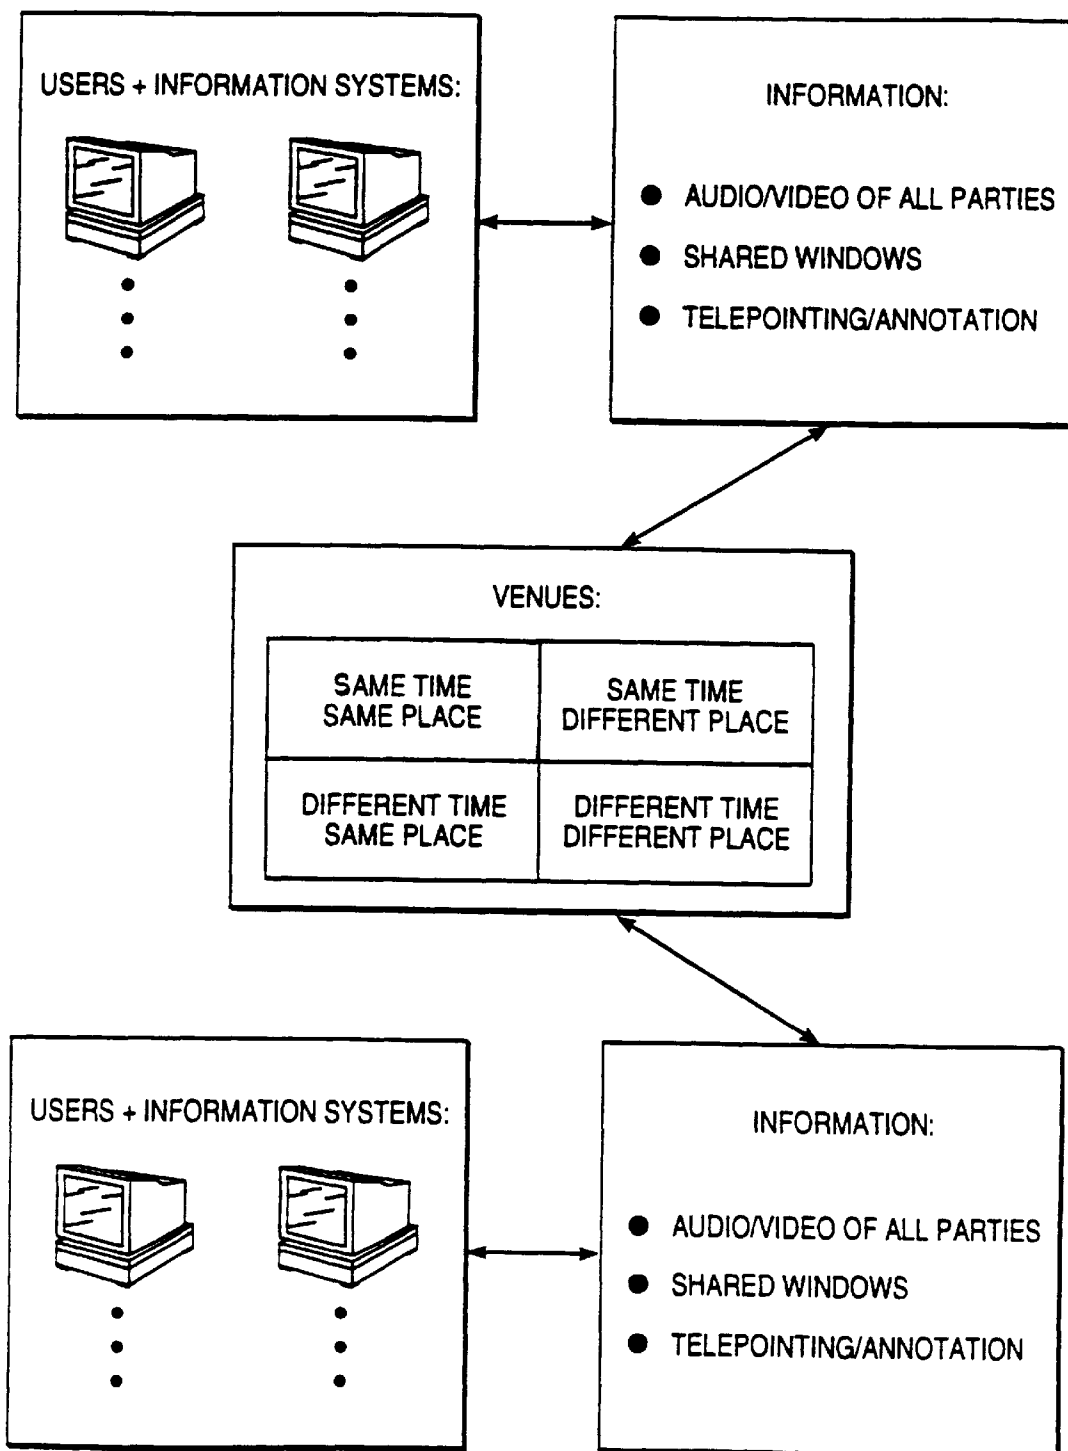 USERS + INFORMATION SYSTEMS:
INFORMATION:
● AUDIO/VIDEO OF ALL PARTIES
● SHARED WINDOWS
● TELEPOINTING/ANNOTATION
VENUES:
SAME TIME
SAME PLACE
SAME TIME
DIFFERENT PLACE
DIFFERENT TIME
SAME PLACE
DIFFERENT TIME
DIFFERENT PLACE
USERS + INFORMATION SYSTEMS:
INFORMATION:
● AUDIO/VIDEO OF ALL PARTIES
● SHARED WINDOWS
● TELEPOINTING/ANNOTATION